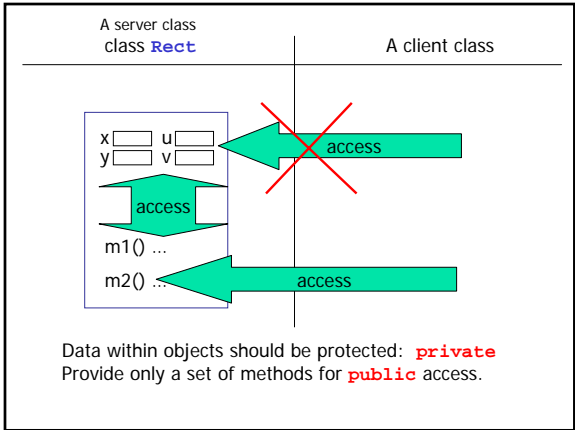 A server class
class Rect
A client class
x u
y v
access
access
m1() ...
m2() ...
access
Data within objects should be protected: private
Provide only a set of methods for public access.